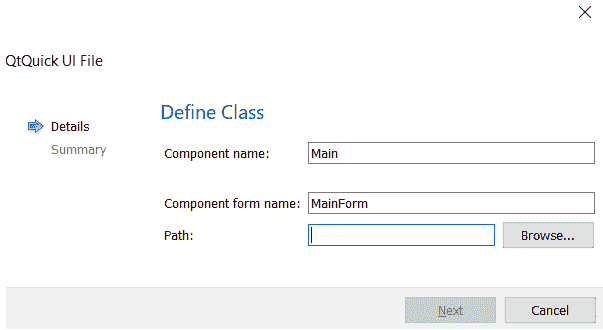 QtQuick UI File
Details
Summary
Define Class
Component name: Main
Component form name: MainForm
Path: Browse...
Next Cancel